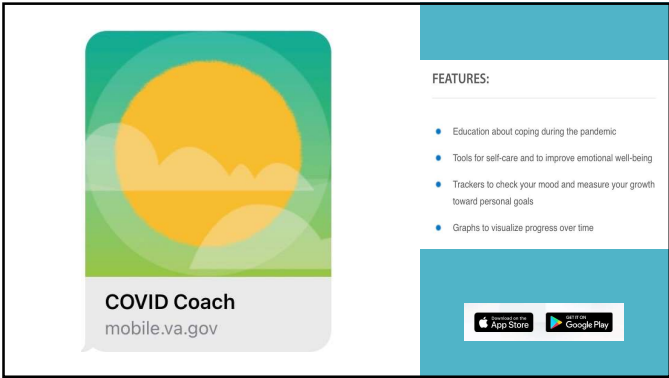 COVID Coach
mobile.va.gov
FEATURES:
Education about coping during the pandemic
Tools for self-care and to improve emotional well-being
Trackers to check your mood and measure your growth
toward personal goals
Graphs to visualize progress over time
Download on the
App Store
GET IT ON
Google Play